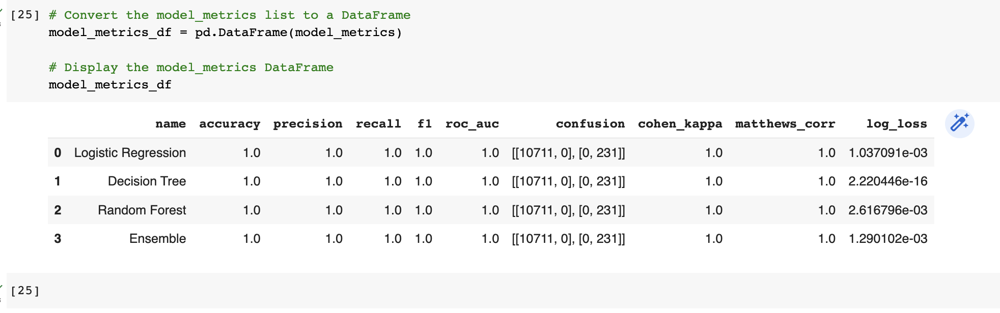 [25] # Convert the model_metrics list to a DataFrame
model_metrics_df = pd.DataFrame(model_metrics)
# Display the model_metrics DataFrame
model_metrics_df
name accuracy precision recall f1 roc_auc confusion cohen_kappa matthews_corr log_loss
0 Logistic Regression 1.0 1.0 1.0 1.0 1.0 [[10711, 0], [0, 231]] 1.0 1.0 1.037091e-03
1 Decision Tree 1.0 1.0 1.0 1.0 1.0 [[10711, 0], [0, 231]] 1.0 1.0 2.220446e-16
2 Random Forest 1.0 1.0 1.0 1.0 1.0 [[10711, 0], [0, 231]] 1.0 1.0 2.616796e-03
3 Ensemble 1.0 1.0 1.0 1.0 1.0 [[10711, 0], [0, 231]] 1.0 1.0 1.290102e-03
[25]